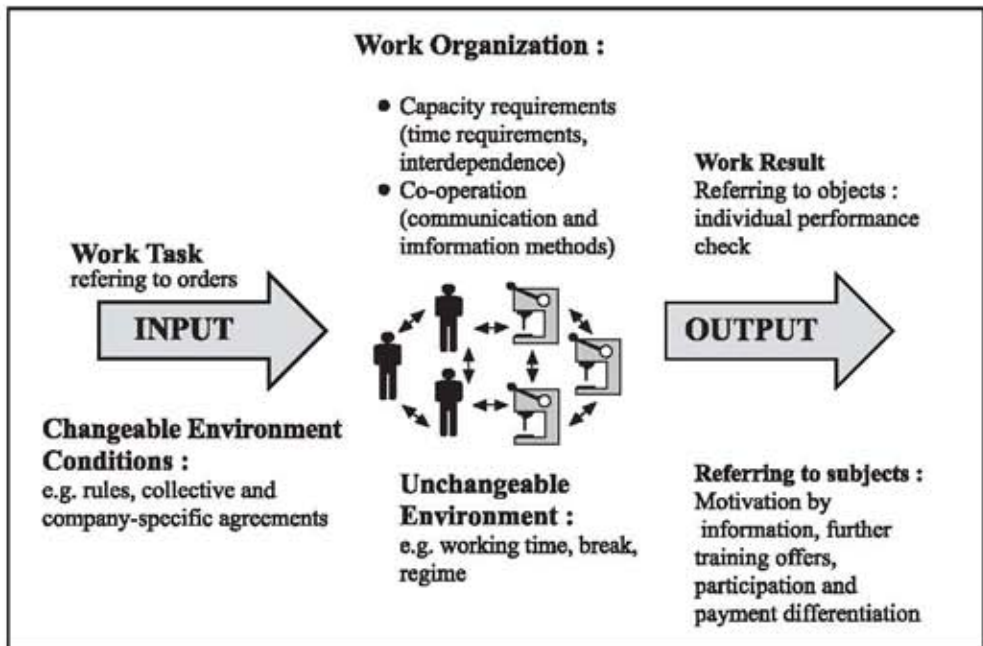 Work Organization :
● Capacity requirements
(time requirements,
interdependence)
● Co-operation
(communication and
imformation methods)
Work Task
refering to orders
INPUT
Changeable Environment
Conditions :
e.g. rules, collective and
company-specific agreements
Unchangeable
Environment :
e.g. working time, break,
regime
Work Result
Referring to objects :
individual performance
check
OUTPUT
Referring to subjects :
Motivation by
information, further
training offers,
participation and
payment differentiation